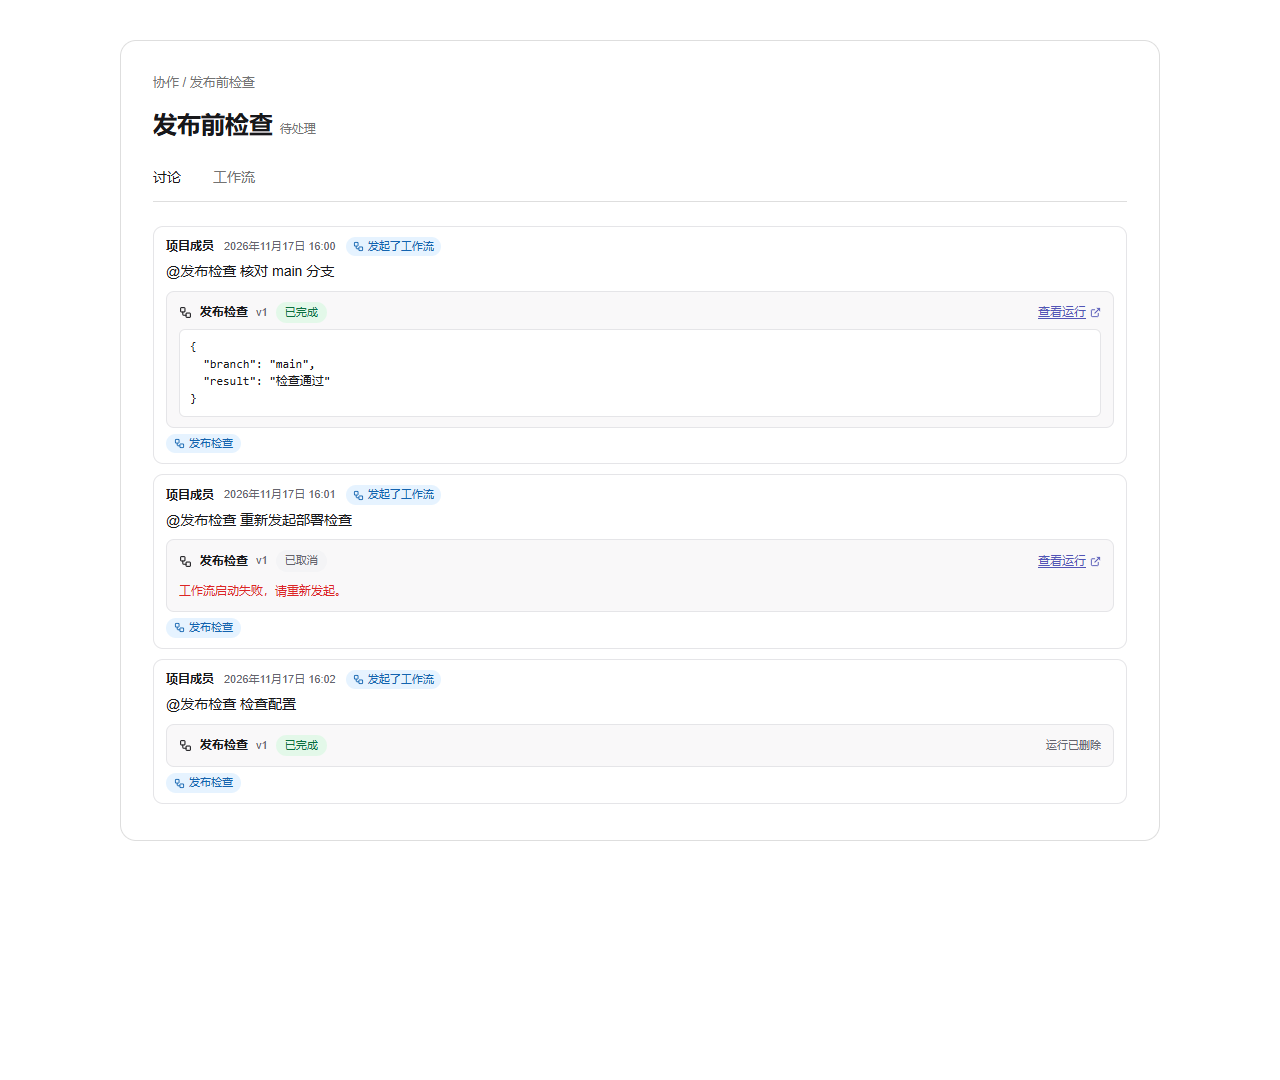 协作 / 发布前检查
发布前检查 待处理
讨论 工作流
项目成员 2026年11月17日 16:00 发起了工作流
@发布检查 核对 main 分支
发布检查 v1 已完成 查看运行
{
  "branch": "main",
  "result": "检查通过"
}
发布检查
项目成员 2026年11月17日 16:01 发起了工作流
@发布检查 重新发起部署检查
发布检查 v1 已取消 查看运行
工作流启动失败，请重新发起。
发布检查
项目成员 2026年11月17日 16:02 发起了工作流
@发布检查 检查配置
发布检查 v1 已完成 运行已删除
发布检查